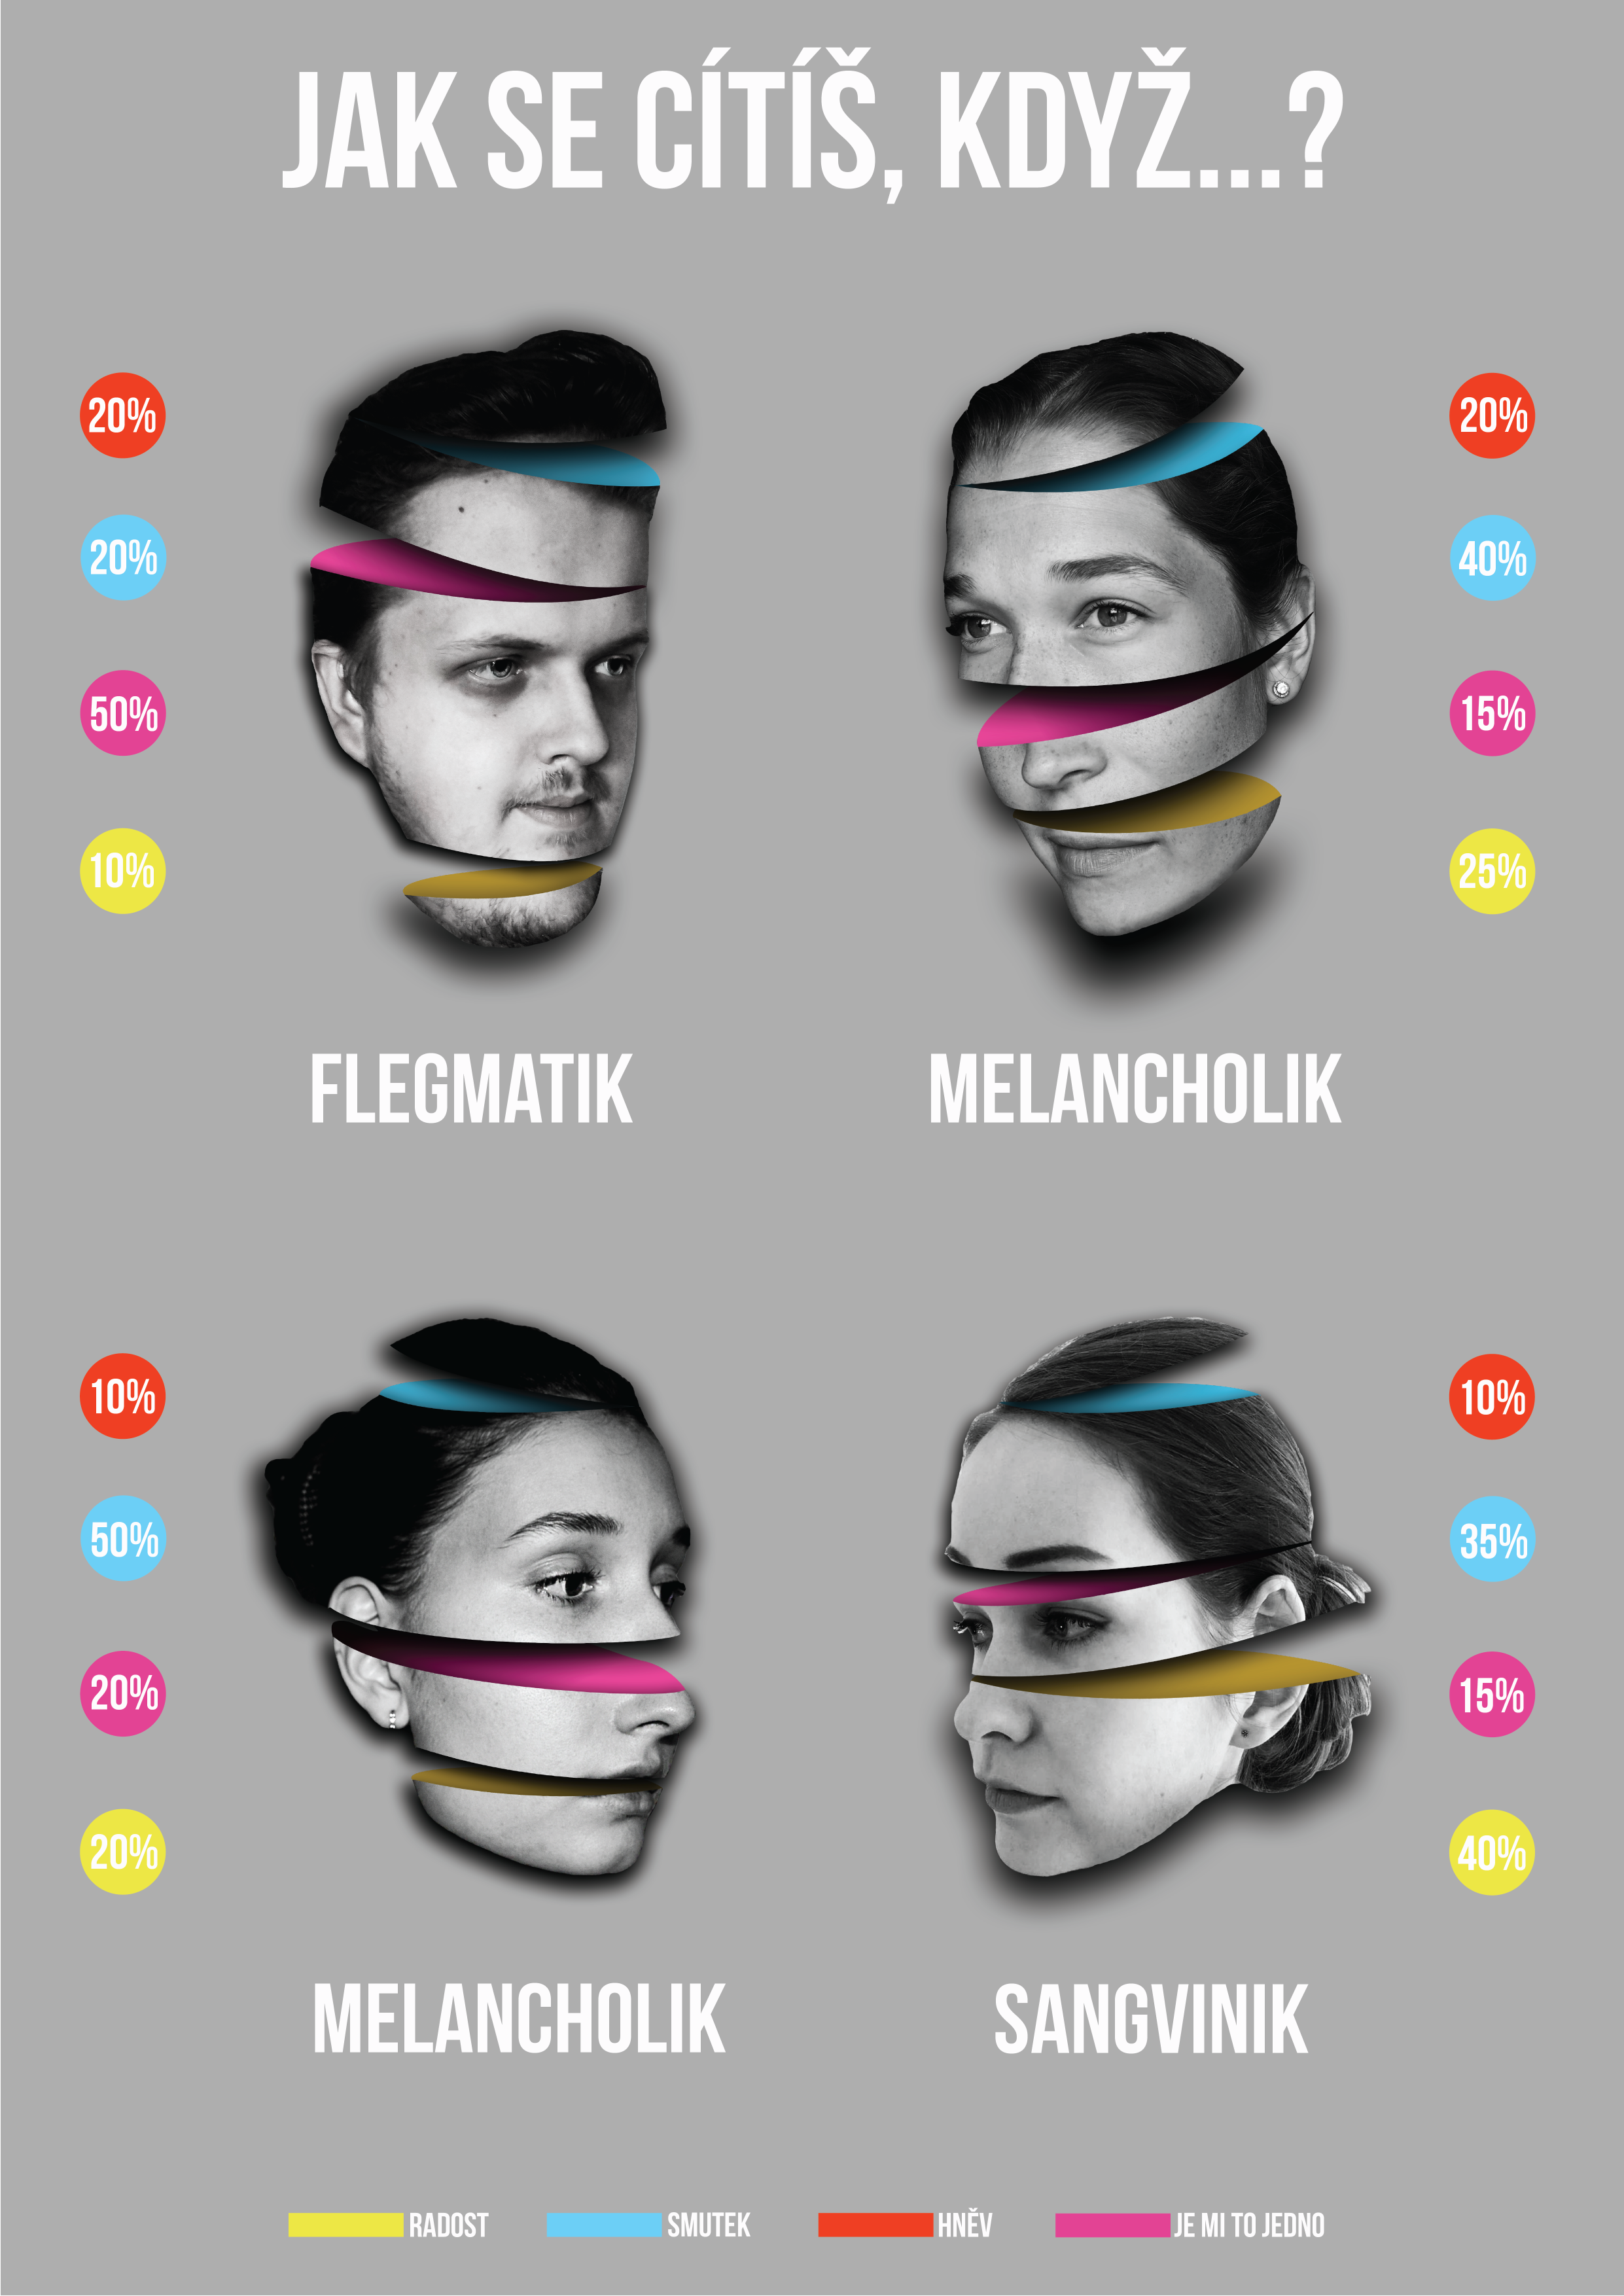 JAK SE CÍTÍŠ, KDYŽ...?
20%
20%
50%
10%
20%
40%
15%
25%
FLEGMATIK
MELANCHOLIK
10%
50%
20%
20%
10%
35%
15%
40%
MELANCHOLIK
SANGVINIK
RADOST
SMUTEK
HNĚV
JE MI TO JEDNO